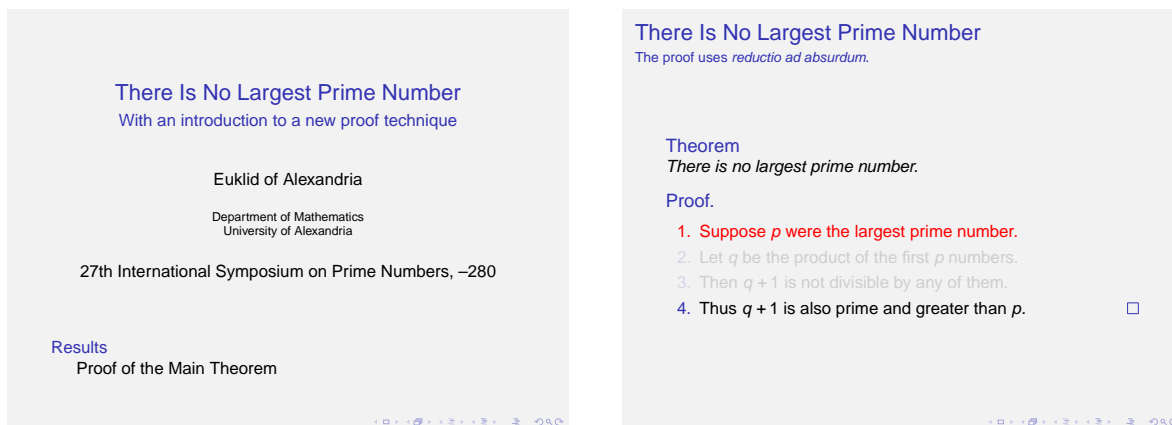 There Is No Largest Prime Number
With an introduction to a new proof technique
Euklid of Alexandria
Department of Mathematics
University of Alexandria
27th International Symposium on Prime Numbers, –280
Results
Proof of the Main Theorem
There Is No Largest Prime Number
The proof uses reductio ad absurdum.
Theorem
There is no largest prime number.
Proof.
1. Suppose p were the largest prime number.
2. Let q be the product of the first p numbers.
3. Then q + 1 is not divisible by any of them.
4. Thus q + 1 is also prime and greater than p.